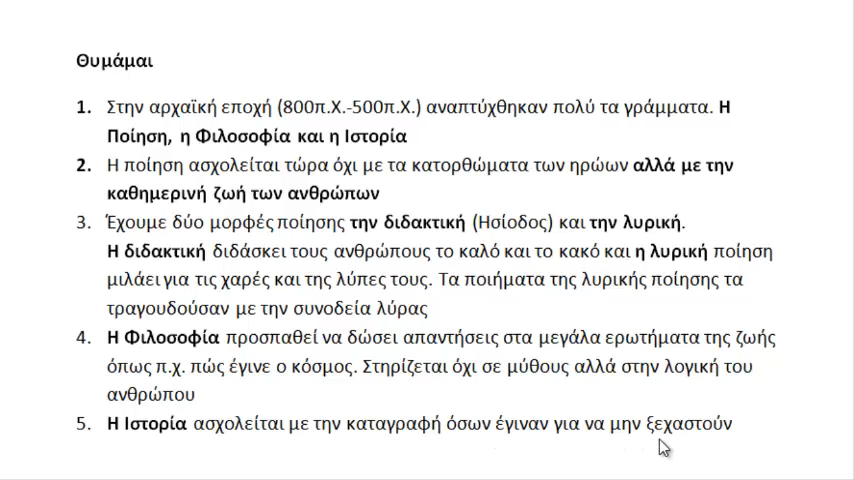 Θυμάμαι
1. Στην αρχαϊκή εποχή (800π.Χ.-500π.Χ.) αναπτύχθηκαν πολύ τα γράμματα. Η
Ποίηση, η Φιλοσοφία και η Ιστορία
2. Η ποίηση ασχολείται τώρα όχι με τα κατορθώματα των ηρώων αλλά με την
καθημερινή ζωή των ανθρώπων
3. Έχουμε δύο μορφές ποίησης την διδακτική (Ησίοδος) και την λυρική.
Η διδακτική διδάσκει τους ανθρώπους το καλό και το κακό και η λυρική ποίηση
μιλάει για τις χαρές και της λύπες τους. Τα ποιήματα της λυρικής ποίησης τα
τραγουδούσαν με την συνοδεία λύρας
4. Η Φιλοσοφία προσπαθεί να δώσει απαντήσεις στα μεγάλα ερωτήματα της ζωής
όπως π.χ. πώς έγινε ο κόσμος. Στηρίζεται όχι σε μύθους αλλά στην λογική του
ανθρώπου
5. Η Ιστορία ασχολείται με την καταγραφή όσων έγιναν για να μην ξεχαστούν